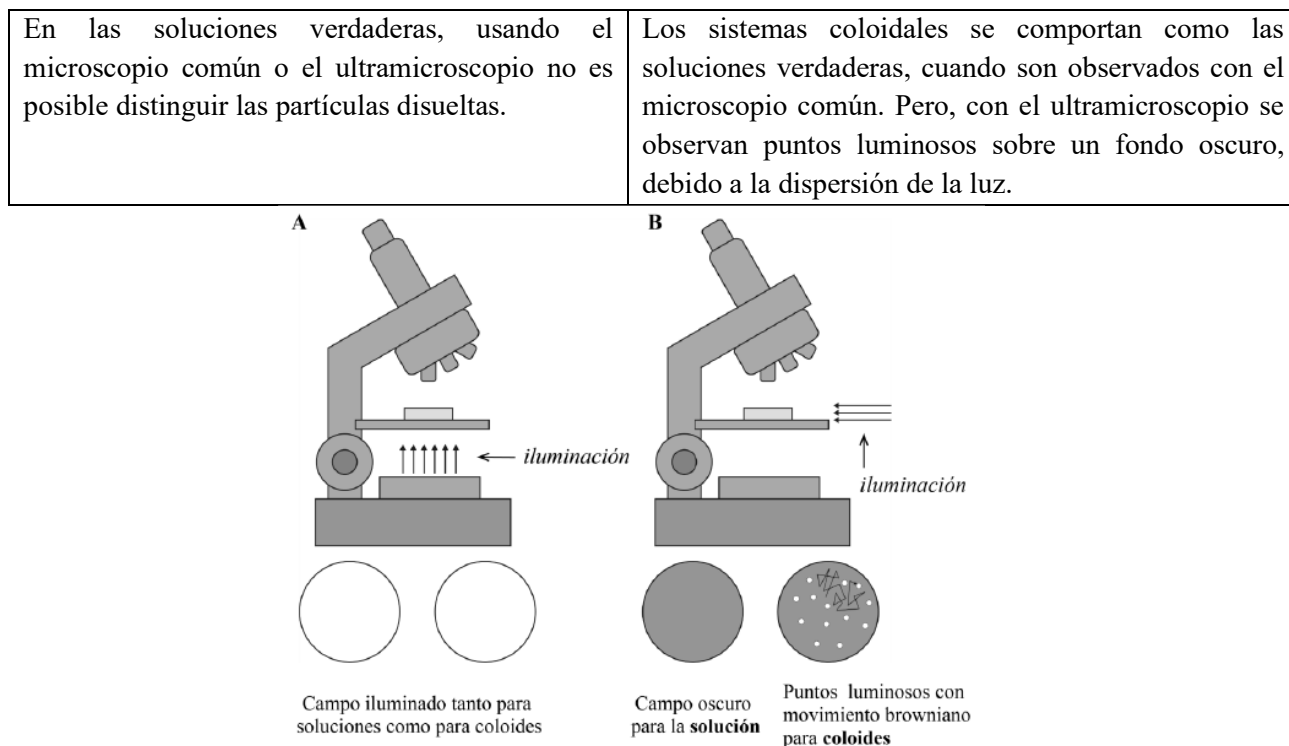 En las soluciones verdaderas, usando el
microscopio común o el ultramicroscopio no es
posible distinguir las partículas disueltas.
Los sistemas coloidales se comportan como las
soluciones verdaderas, cuando son observados con el
microscopio común. Pero, con el ultramicroscopio se
observan puntos luminosos sobre un fondo oscuro,
debido a la dispersión de la luz.
A
B
iluminación
iluminación
Campo iluminado tanto para
soluciones como para coloides
Campo oscuro
para la solución
Puntos luminosos con
movimiento browniano
para coloides